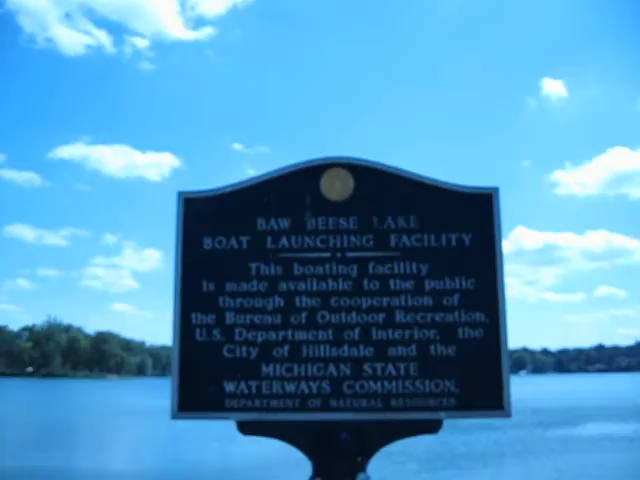 BAW BEESE LAKE
BOAT LAUNCHING FACILITY
This boating facility
is made available to the public
through the cooperation of
the Bureau of Outdoor Recreation,
U.S. Department of Interior, the
City of Hillsdale and the
MICHIGAN STATE
WATERWAYS COMMISSION,
DEPARTMENT OF NATURAL RESOURCES